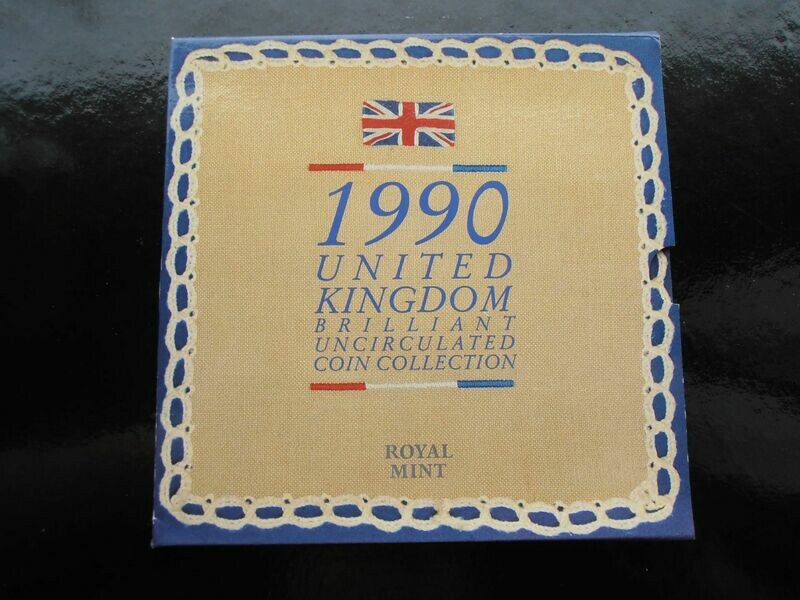 1990
UNITED
KINGDOM
BRILLIANT
UNCIRCULATED
COIN COLLECTION
ROYAL
MINT